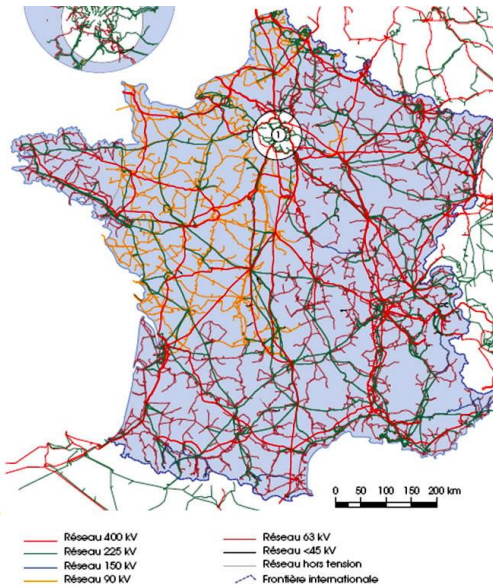 1
0 50 100 150 200 km
Réseau 400 kV
Réseau 225 kV
Réseau 150 kV
Réseau 90 kV
Réseau 63 kV
Réseau <45 kV
Réseau hors tension
Frontière internationale